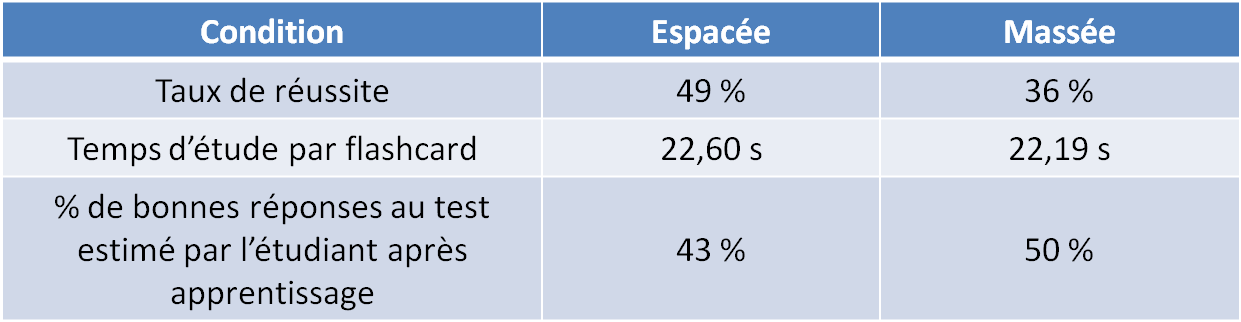 Condition Espacée Massée
Taux de réussite 49 % 36 %
Temps d’étude par flashcard 22,60 s 22,19 s
% de bonnes réponses au test
estimé par l’étudiant après 43 % 50 %
apprentissage